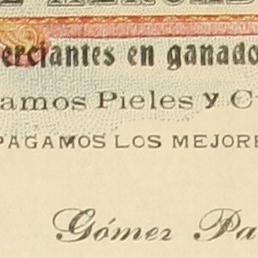 erciantes en ganado
amos Pieles y C
PAGAMOS LOS MEJORE
Gómez Pa